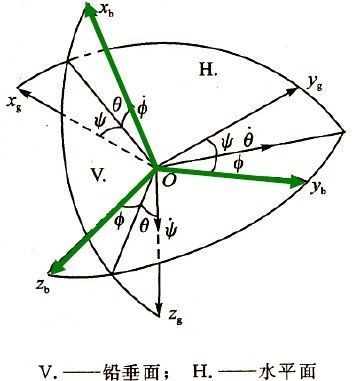 x_b
H.
x_g
θ
φ̇
ψ
y_g
ψ
θ̇
φ
V.
O
y_b
φ
θ
ψ̇
z_b
z_g
V.——铅垂面； H.——水平面